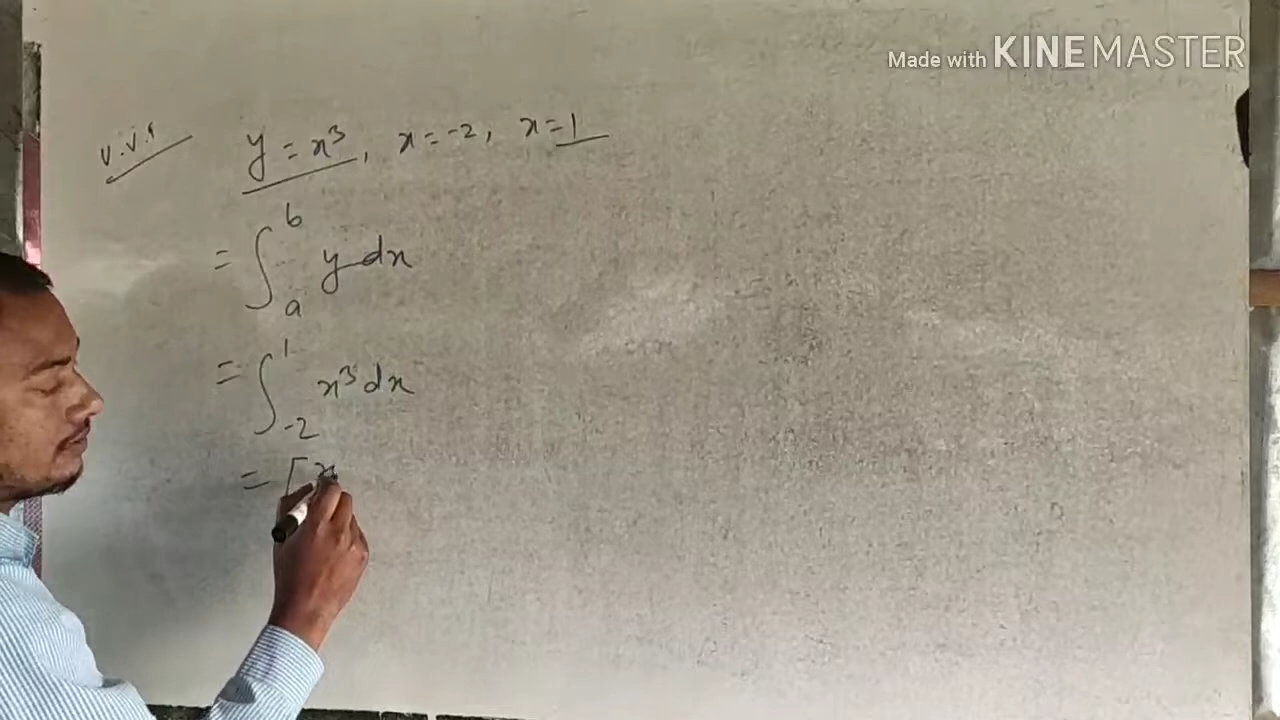 Made with KINEMASTER
V.V.I y = x³, x = -2, x = 1
= ∫ₐᵇ y dx
= ∫₋₂¹ x³ dx
= [x